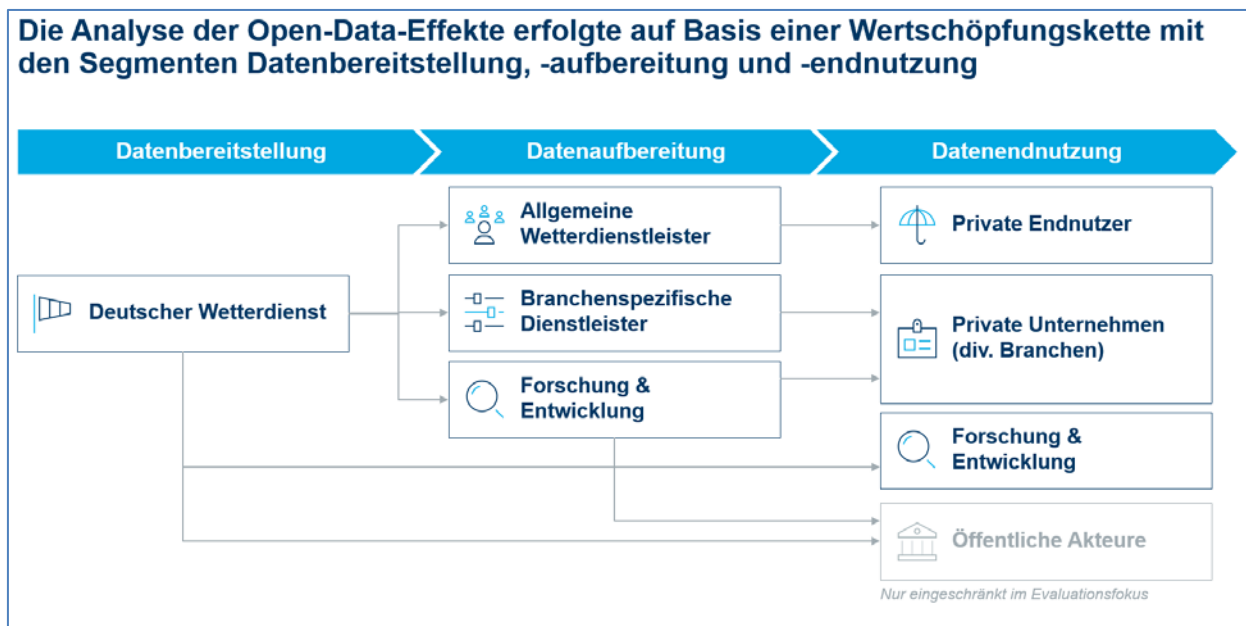 Die Analyse der Open-Data-Effekte erfolgte auf Basis einer Wertschöpfungskette mit
den Segmenten Datenbereitstellung, -aufbereitung und -endnutzung
Datenbereitstellung
Datenaufbereitung
Datenendnutzung
Deutscher Wetterdienst
Allgemeine
Wetterdienstleister
Branchenspezifische
Dienstleister
Forschung &
Entwicklung
Private Endnutzer
Private Unternehmen
(div. Branchen)
Forschung &
Entwicklung
Öffentliche Akteure
Nur eingeschränkt im Evaluationsfokus